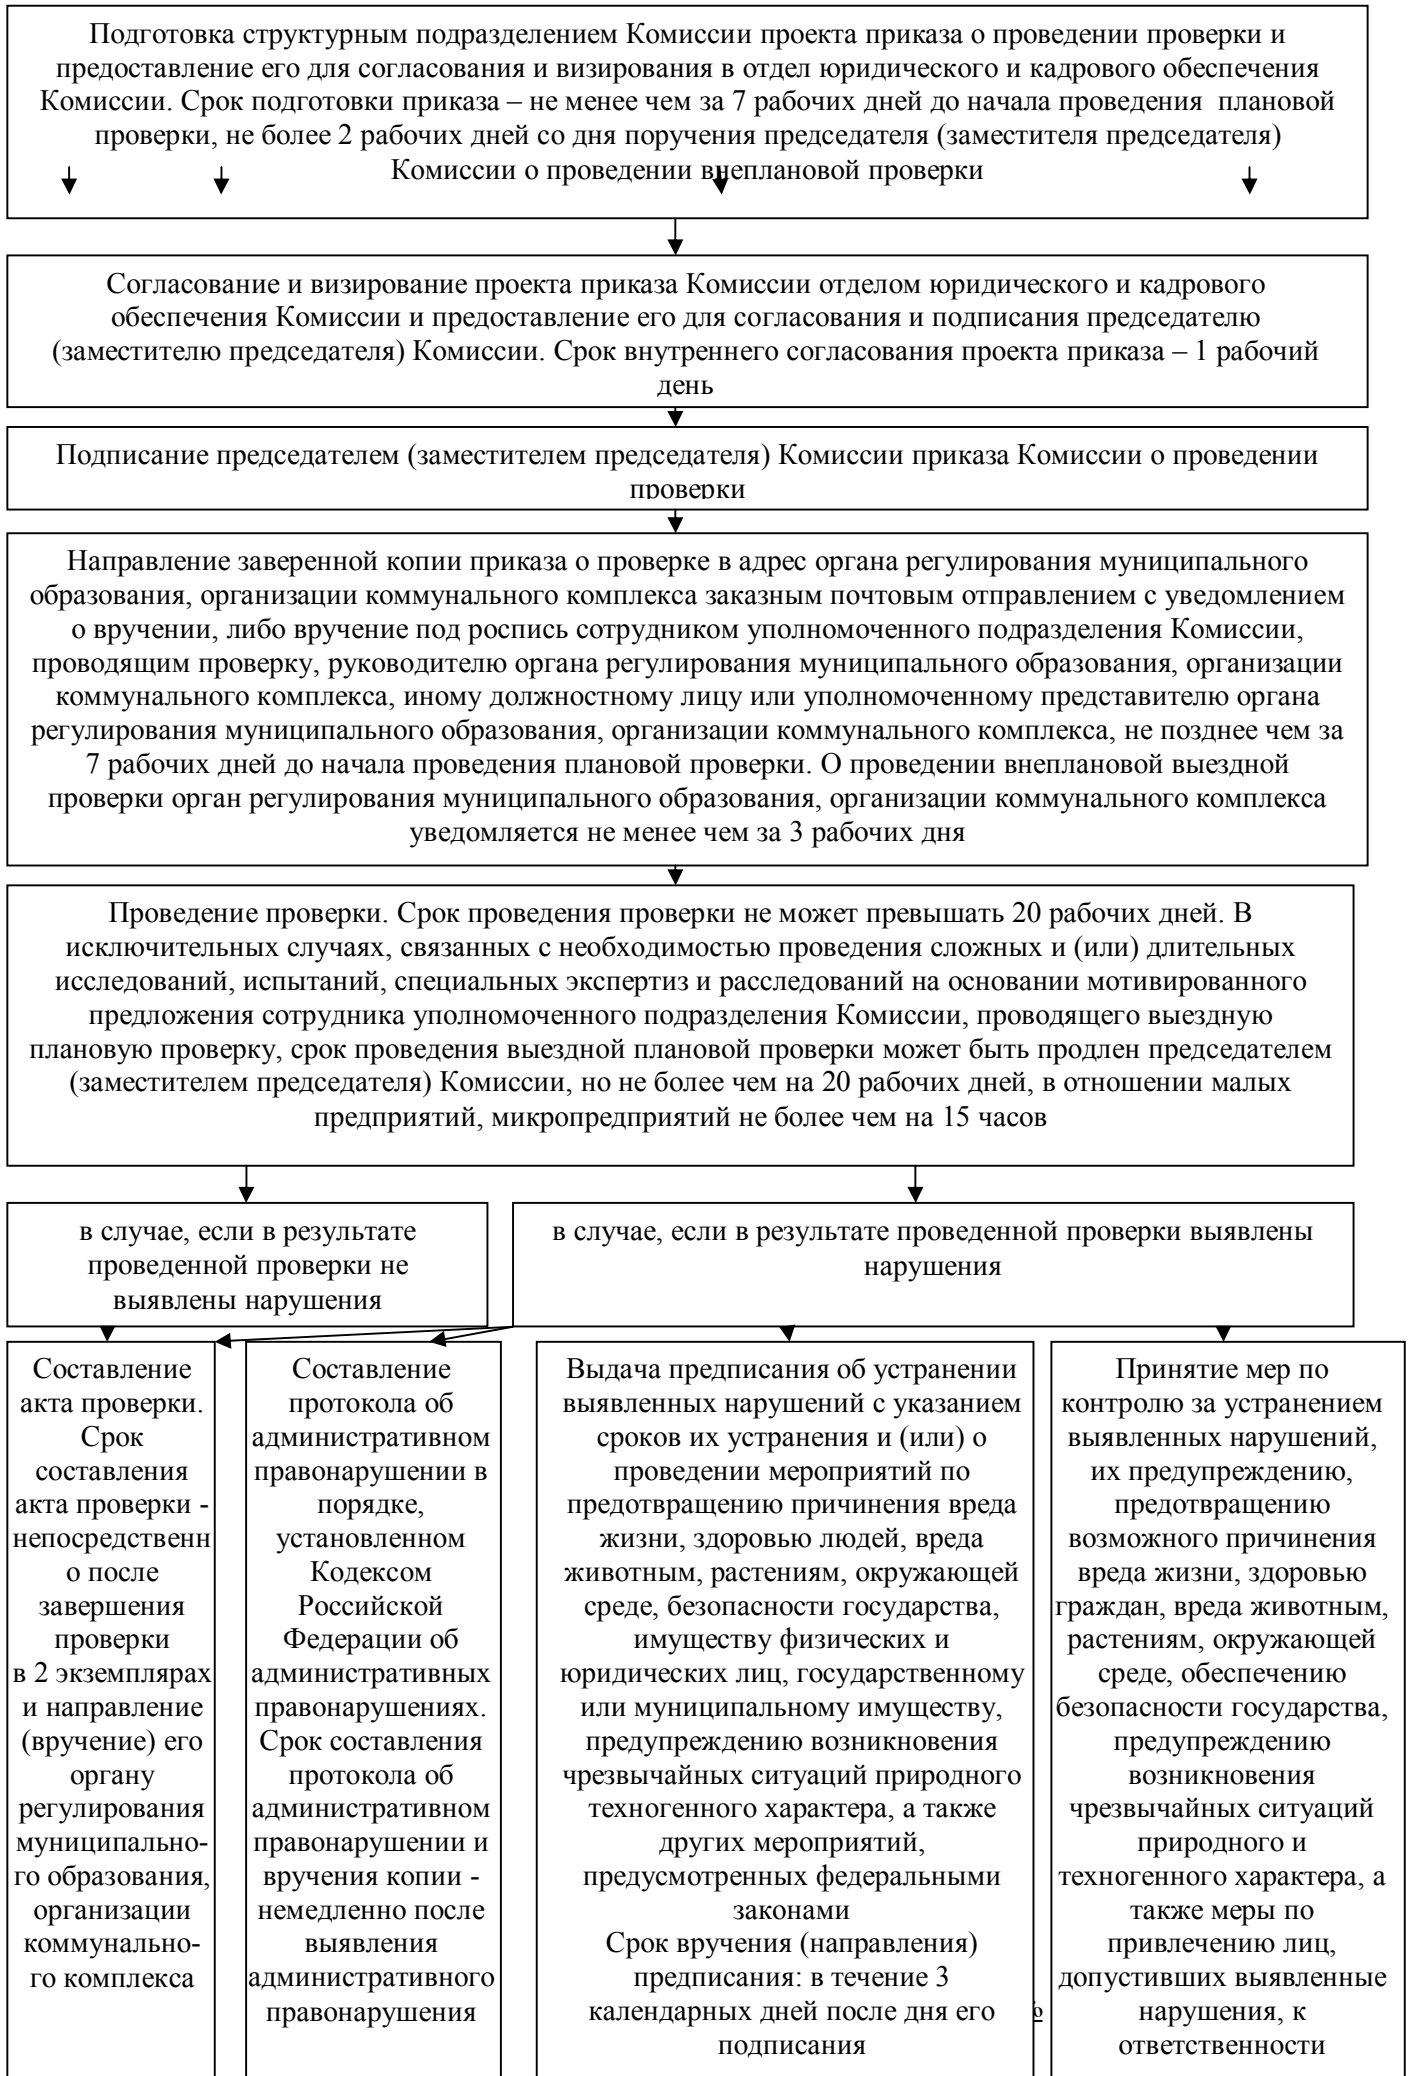 Подготовка структурным подразделением Комиссии проекта приказа о проведении проверки и
предоставление его для согласования и визирования в отдел юридического и кадрового обеспечения
Комиссии. Срок подготовки приказа – не менее чем за 7 рабочих дней до начала проведения плановой
проверки, не более 2 рабочих дней со дня поручения председателя (заместителя председателя)
Комиссии о проведении внеплановой проверки
Согласование и визирование проекта приказа Комиссии отделом юридического и кадрового
обеспечения Комиссии и предоставление его для согласования и подписания председателю
(заместителю председателя) Комиссии. Срок внутреннего согласования проекта приказа – 1 рабочий
день
Подписание председателем (заместителем председателя) Комиссии приказа Комиссии о проведении
проверки
Направление заверенной копии приказа о проверке в адрес органа регулирования муниципального
образования, организации коммунального комплекса заказным почтовым отправлением с уведомлением
о вручении, либо вручение под роспись сотрудником уполномоченного подразделения Комиссии,
проводящим проверку, руководителю органа регулирования муниципального образования, организации
коммунального комплекса, иному должностному лицу или уполномоченному представителю органа
регулирования муниципального образования, организации коммунального комплекса, не позднее чем за
7 рабочих дней до начала проведения плановой проверки. О проведении внеплановой выездной
проверки орган регулирования муниципального образования, организации коммунального комплекса
уведомляется не менее чем за 3 рабочих дня
Проведение проверки. Срок проведения проверки не может превышать 20 рабочих дней. В
исключительных случаях, связанных с необходимостью проведения сложных и (или) длительных
исследований, испытаний, специальных экспертиз и расследований на основании мотивированного
предложения сотрудника уполномоченного подразделения Комиссии, проводящего выездную
плановую проверку, срок проведения выездной плановой проверки может быть продлен председателем
(заместителем председателя) Комиссии, но не более чем на 20 рабочих дней, в отношении малых
предприятий, микропредприятий не более чем на 15 часов
в случае, если в результате
проведенной проверки не
выявлены нарушения
в случае, если в результате проведенной проверки выявлены
нарушения
Составление
акта проверки.
Срок
составления
акта проверки -
непосредственн
о после
завершения
проверки
в 2 экземплярах
и направление
(вручение) его
органу
регулирования
муниципально-
го образования,
организации
коммунально-
го комплекса
Составление
протокола об
административном
правонарушении в
порядке,
установленном
Кодексом
Российской
Федерации об
административных
правонарушениях.
Срок составления
протокола об
административном
правонарушении и
вручения копии -
немедленно после
выявления
административного
правонарушения
Выдача предписания об устранении
выявленных нарушений с указанием
сроков их устранения и (или) о
проведении мероприятий по
предотвращению причинения вреда
жизни, здоровью людей, вреда
животным, растениям, окружающей
среде, безопасности государства,
имуществу физических и
юридических лиц, государственному
или муниципальному имуществу,
предупреждению возникновения
чрезвычайных ситуаций природного
техногенного характера, а также
других мероприятий,
предусмотренных федеральными
законами
Срок вручения (направления)
предписания: в течение 3
календарных дней после дня его
подписания
Принятие мер по
контролю за устранением
выявленных нарушений,
их предупреждению,
предотвращению
возможного причинения
вреда жизни, здоровью
граждан, вреда животным,
растениям, окружающей
среде, обеспечению
безопасности государства,
предупреждению
возникновения
чрезвычайных ситуаций
природного и
техногенного характера, а
также меры по
привлечению лиц,
допустивших выявленные
нарушения, к
ответственности